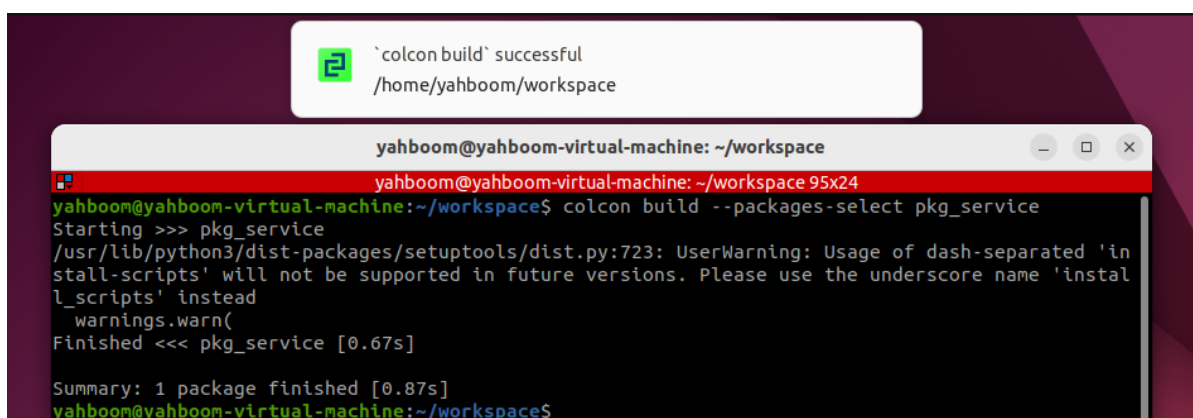 `colcon build` successful
/home/yahboom/workspace
yahboom@yahboom-virtual-machine: ~/workspace
yahboom@yahboom-virtual-machine: ~/workspace 95x24
yahboom@yahboom-virtual-machine:~/workspace$ colcon build --packages-select pkg_service
Starting >>> pkg_service
/usr/lib/python3/dist-packages/setuptools/dist.py:723: UserWarning: Usage of dash-separated 'in
stall-scripts' will not be supported in future versions. Please use the underscore name 'instal
l_scripts' instead
  warnings.warn(
Finished <<< pkg_service [0.67s]
Summary: 1 package finished [0.87s]
yahboom@yahboom-virtual-machine:~/workspace$